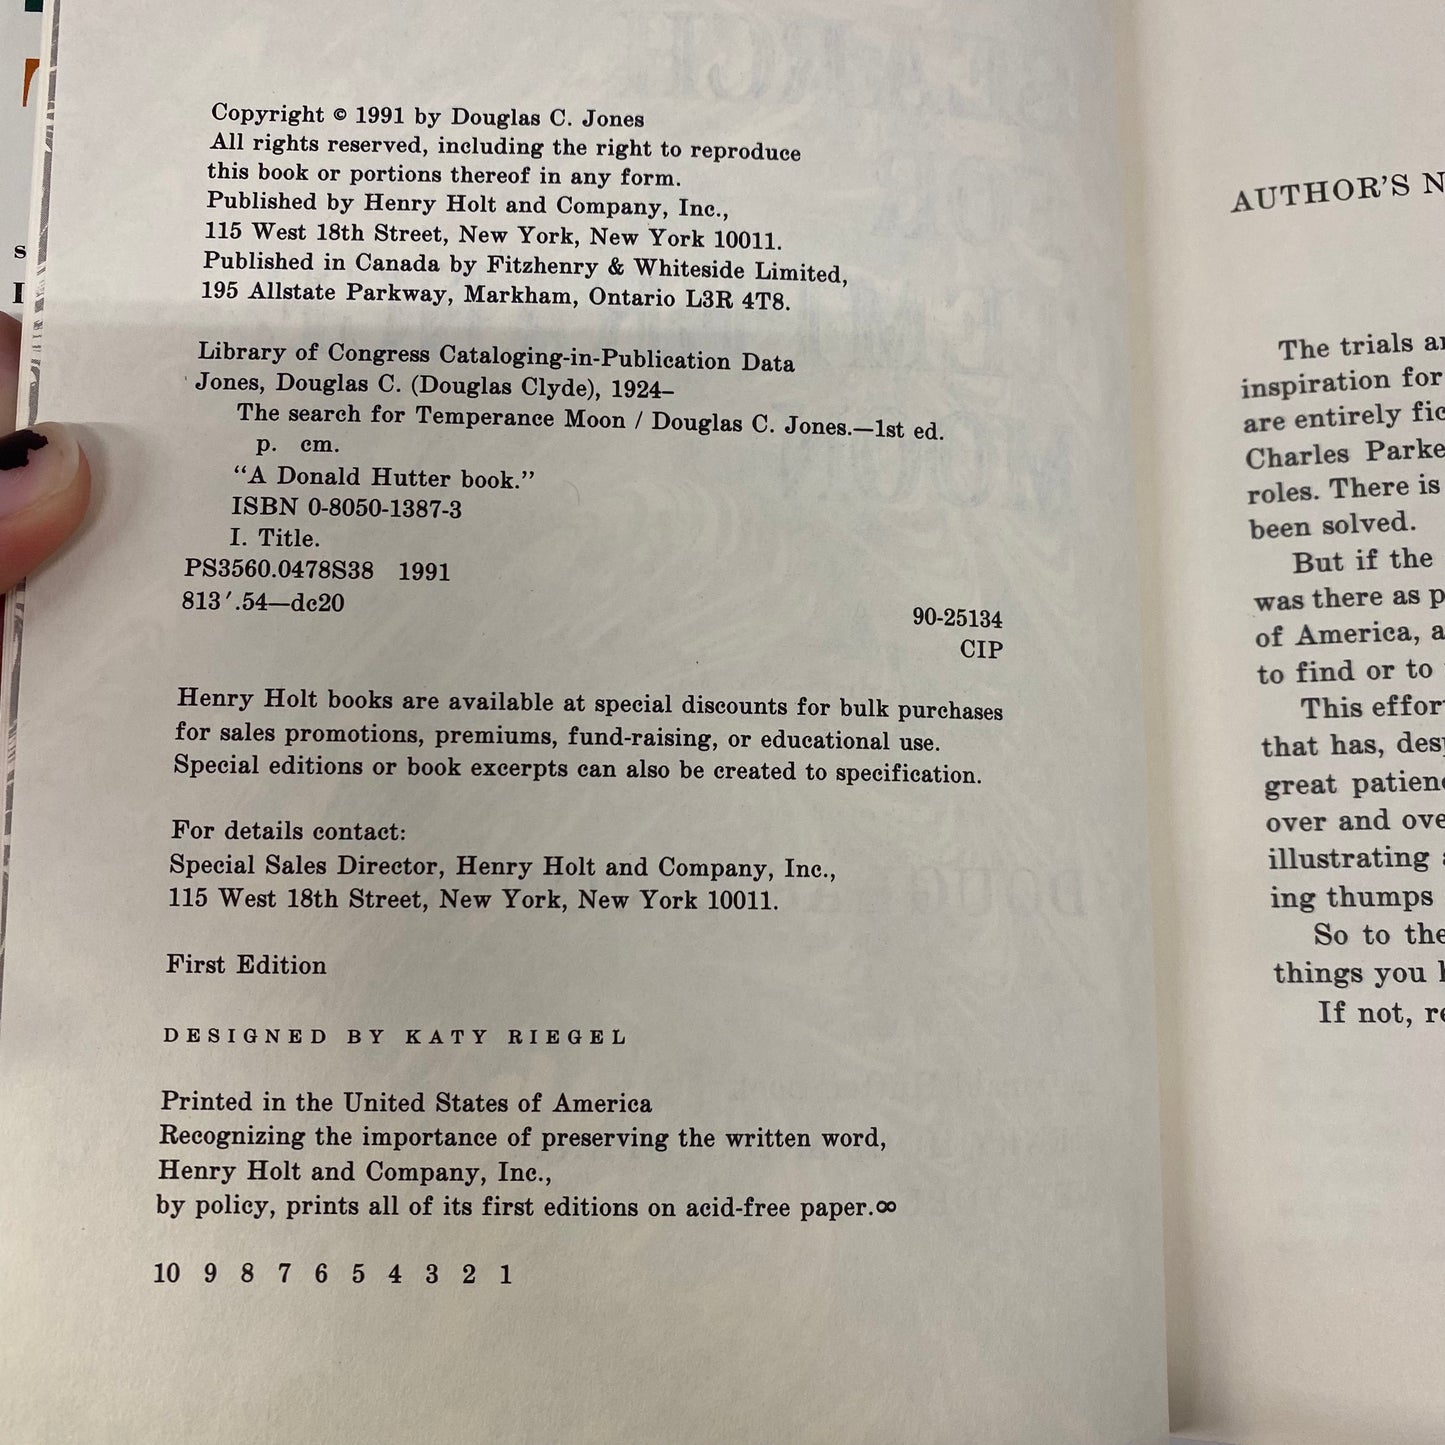 Copyright © 1991 by Douglas C. Jones
All rights reserved, including the right to reproduce
this book or portions thereof in any form.
Published by Henry Holt and Company, Inc.,
115 West 18th Street, New York, New York 10011.
Published in Canada by Fitzhenry & Whiteside Limited,
195 Allstate Parkway, Markham, Ontario L3R 4T8.
Library of Congress Cataloging-in-Publication Data
Jones, Douglas C. (Douglas Clyde), 1924–
The search for Temperance Moon / Douglas C. Jones.—1st ed.
p. cm.
“A Donald Hutter book.”
ISBN 0-8050-1387-3
I. Title.
PS3560.0478S38 1991
813′.54—dc20
90-25134
CIP
Henry Holt books are available at special discounts for bulk purchases
for sales promotions, premiums, fund-raising, or educational use.
Special editions or book excerpts can also be created to specification.
For details contact:
Special Sales Director, Henry Holt and Company, Inc.,
115 West 18th Street, New York, New York 10011.
First Edition
DESIGNED BY KATY RIEGEL
Printed in the United States of America
Recognizing the importance of preserving the written word,
Henry Holt and Company, Inc.,
by policy, prints all of its first editions on acid-free paper.∞
10 9 8 7 6 5 4 3 2 1
AUTHOR’S N
The trials
inspiration for
are entirely
Charles
roles. There is
been solved.
But if the
was there as
of America,
to find or to
This
that has,
great
over and
illustrating
ing thumps
So to the
things you
If not,